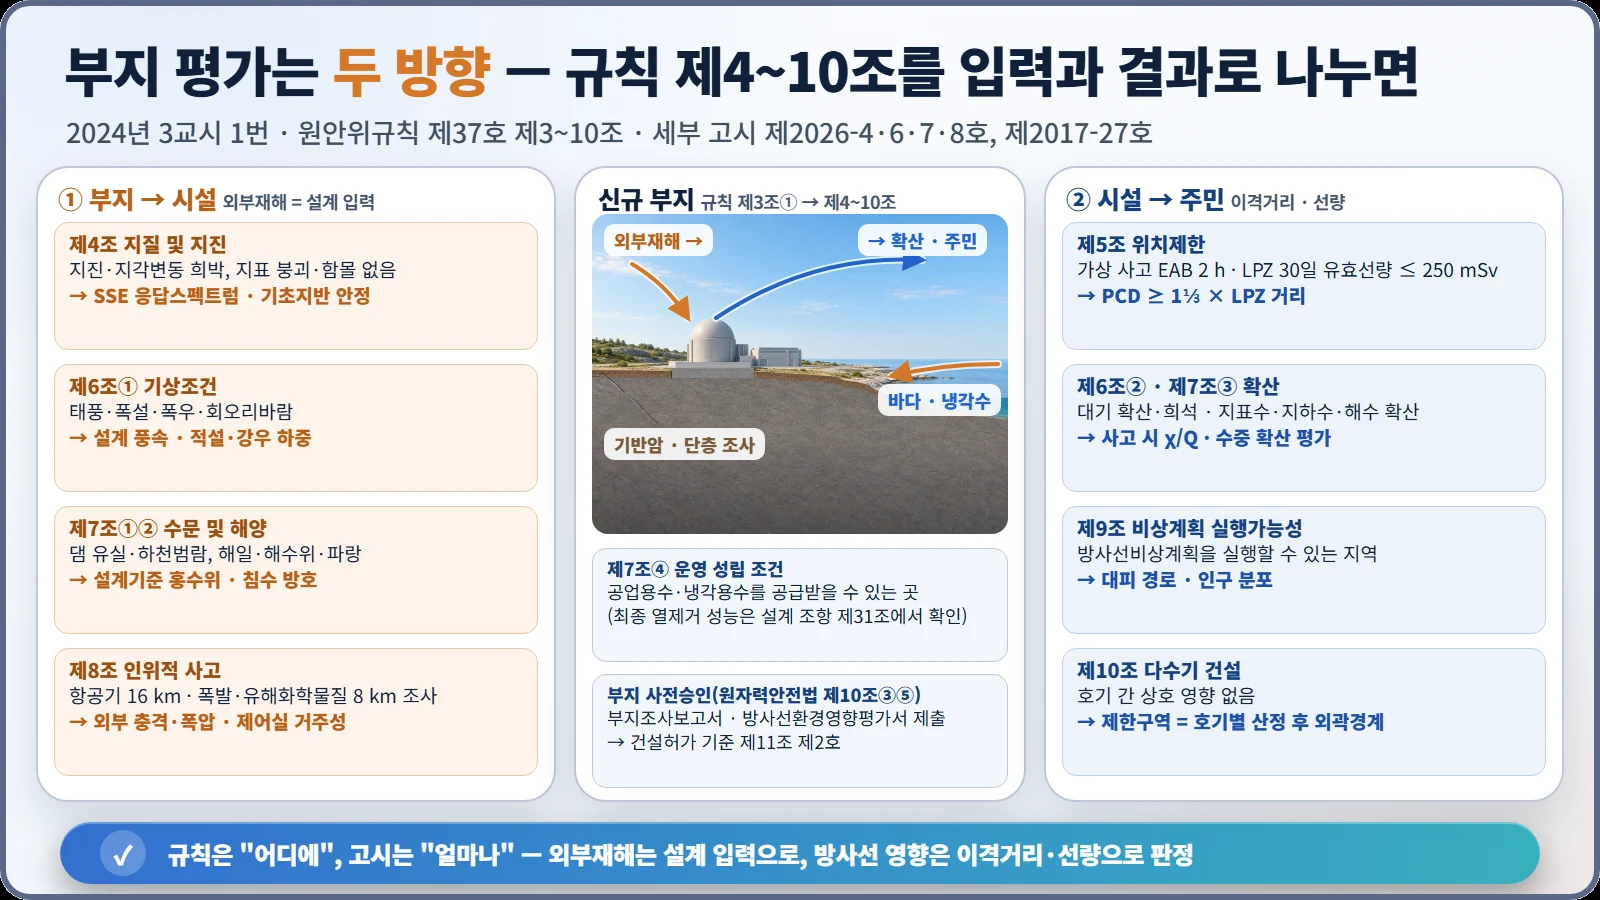 부지 평가는 두 방향 — 규칙 제4~10조를 입력과 결과로 나누면
2024년 3교시 1번 · 원안위규칙 제37호 제3~10조 · 세부 고시 제2026-4·6·7·8호, 제2017-27호
① 부지 → 시설 외부재해 = 설계 입력
제4조 지질 및 지진
지진·지각변동 희박, 지표 붕괴·함몰 없음
→ SSE 응답스펙트럼 · 기초지반 안정
제6조① 기상조건
태풍·폭설·폭우·회오리바람
→ 설계 풍속 · 적설·강우 하중
제7조①② 수문 및 해양
댐 유실·하천범람, 해일·해수위·파랑
→ 설계기준 홍수위 · 침수 방호
제8조 인위적 사고
항공기 16 km · 폭발·유해화학물질 8 km 조사
→ 외부 충격·폭압 · 제어실 거주성
신규 부지 규칙 제3조① → 제4~10조
외부재해 →
→ 확산 · 주민
바다 · 냉각수
기반암 · 단층 조사
제7조④ 운영 성립 조건
공업용수·냉각용수를 공급받을 수 있는 곳
(최종 열제거 성능은 설계 조항 제31조에서 확인)
부지 사전승인(원자력안전법 제10조③⑤)
부지조사보고서 · 방사선환경영향평가서 제출
→ 건설허가 기준 제11조 제2호
② 시설 → 주민 이격거리 · 선량
제5조 위치제한
가상 사고 EAB 2 h · LPZ 30일 유효선량 ≤ 250 mSv
→ PCD ≥ 1⅓ × LPZ 거리
제6조② · 제7조③ 확산
대기 확산·희석 · 지표수·지하수·해수 확산
→ 사고 시 χ/Q · 수중 확산 평가
제9조 비상계획 실행가능성
방사선비상계획을 실행할 수 있는 지역
→ 대피 경로 · 인구 분포
제10조 다수기 건설
호기 간 상호 영향 없음
→ 제한구역 = 호기별 산정 후 외곽경계
✓ 규칙은 "어디에", 고시는 "얼마나" — 외부재해는 설계 입력으로, 방사선 영향은 이격거리·선량으로 판정